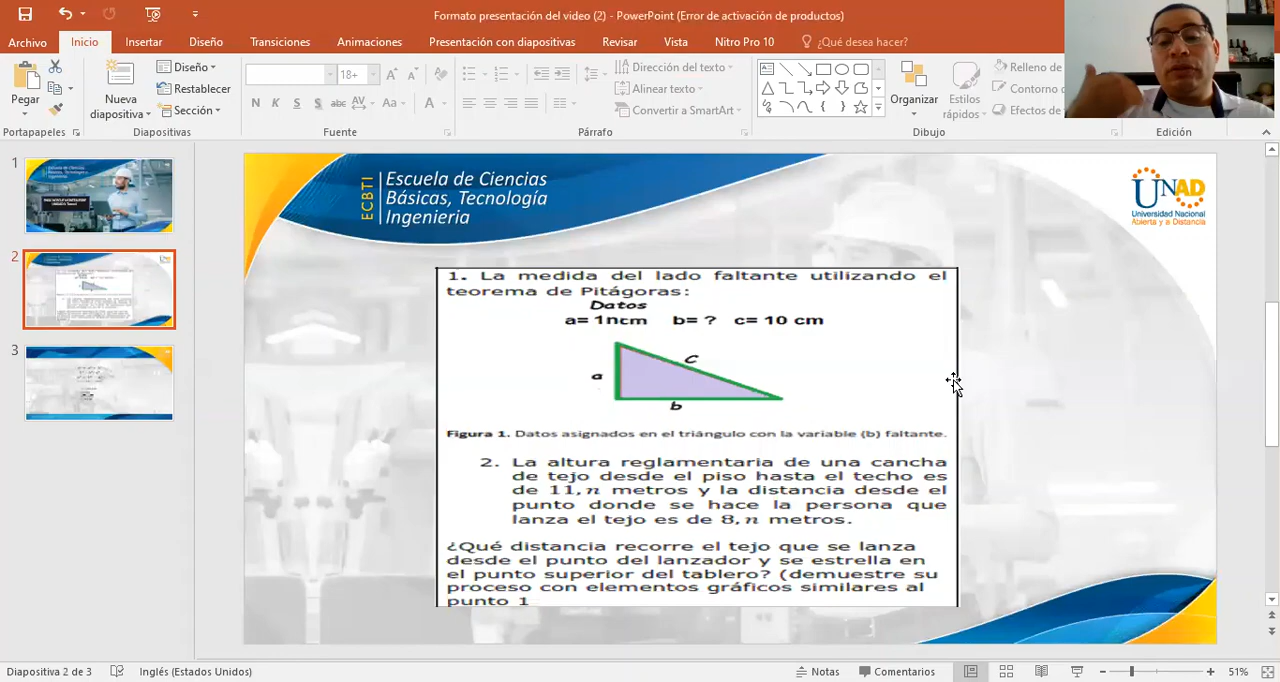 Formato presentación del video (2) - PowerPoint (Error de activación de productos)
Archivo
Inicio
Insertar
Diseño
Transiciones
Animaciones
Presentación con diapositivas
Revisar
Vista
Nitro Pro 10
¿Qué desea hacer?
Pegar
Nueva
diapositiva
Diseño
Restablecer
Sección
18+
N K S S abc AV Aa A
Dirección del texto
Alinear texto
Convertir a SmartArt
Organizar
Estilos
rápidos
Relleno de
Contorno
Efectos de
Portapapeles
Diapositivas
Fuente
Párrafo
Dibujo
Edición
1
2
3
ECBTI
Escuela de Ciencias
Básicas, Tecnología
Ingenieria
UNAD
Universidad Nacional
Abierta y a Distancia
1. La medida del lado faltante utilizando el
teorema de Pitágoras:
Datos
a= 1ncm b= ? c= 10 cm
c
a
b
Figura 1. Datos asignados en el triángulo con la variable (b) faltante.
2. La altura reglamentaria de una cancha
de tejo desde el piso hasta el techo es
de 11,n metros y la distancia desde el
punto donde se hace la persona que
lanza el tejo es de 8,n metros.
¿Qué distancia recorre el tejo que se lanza
desde el punto del lanzador y se estrella en
el punto superior del tablero? (demuestre su
proceso con elementos gráficos similares al
punto 1
Diapositiva 2 de 3
Inglés (Estados Unidos)
Notas
Comentarios
51%